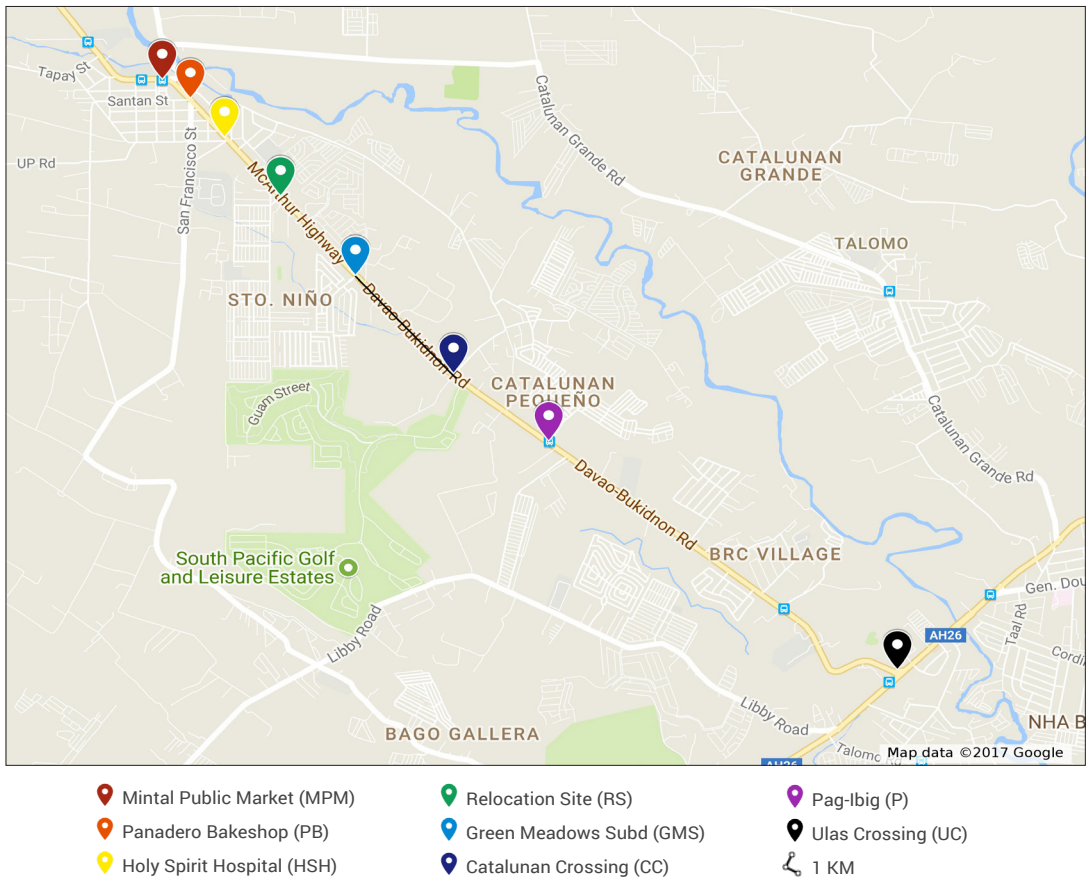 Tapay St
Santan St
UP Rd
San Francisco St
McArthur Highway
Catalunan Grande Rd
CATALUNAN
GRANDE
TALOMO
STO. NIÑO
Davao Bukidnon Rd
Guam Street
CATALUNAN
PEQUEÑO
Catalunan Grande Rd
Davao-Bukidnon Rd
BRC VILLAGE
South Pacific Golf
and Leisure Estates
Libby Road
Gen. Dou
Taal Rd
AH26
Cordi
Libby Road
BAGO GALLERA
NHA B
Talomo
Map data ©2017 Google
AH26
Mintal Public Market (MPM)
Relocation Site (RS)
Pag-Ibig (P)
Panadero Bakeshop (PB)
Green Meadows Subd (GMS)
Ulas Crossing (UC)
Holy Spirit Hospital (HSH)
Catalunan Crossing (CC)
1 KM